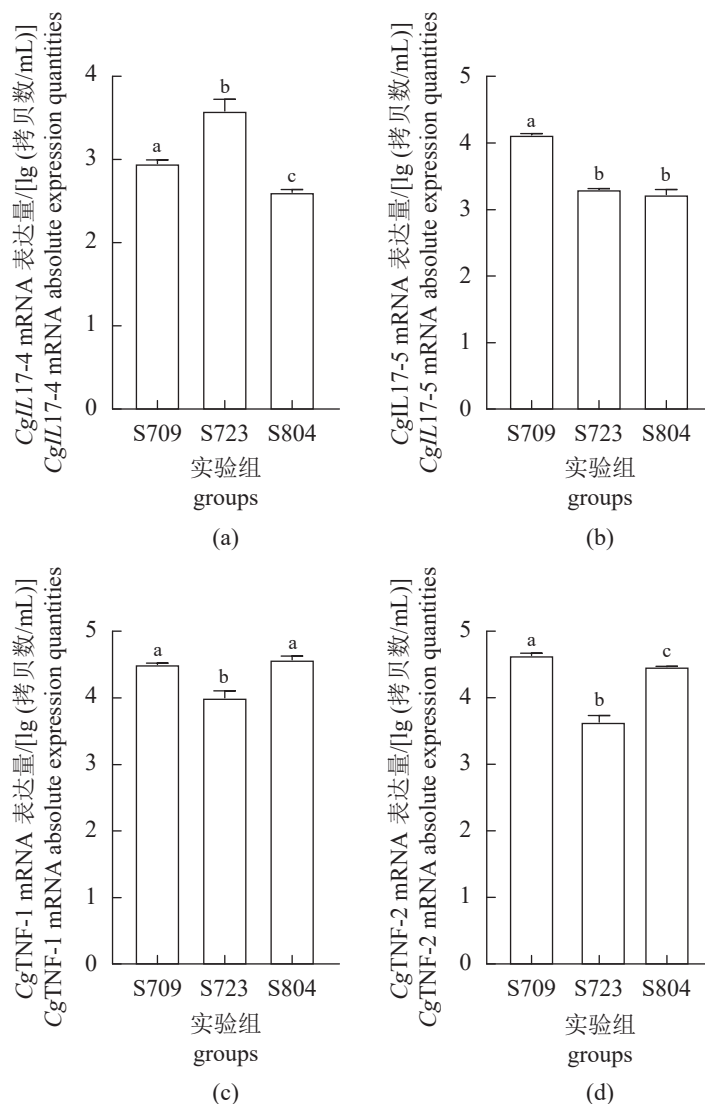 CgIL17-4 mRNA 表达量/[lg (拷贝数/mL)]
CgIL17-4 mRNA absolute expression quantities
4
3
2
1
0
a
b
c
S709
S723
S804
实验组
groups
(a)
CgIL17-5 mRNA 表达量/[lg (拷贝数/mL)]
CgIL17-5 mRNA absolute expression quantities
5
4
3
2
1
0
a
b
b
S709
S723
S804
实验组
groups
(b)
CgTNF-1 mRNA 表达量/[lg (拷贝数/mL)]
CgTNF-1 mRNA absolute expression quantities
5
4
3
2
1
0
a
b
a
S709
S723
S804
实验组
groups
(c)
CgTNF-2 mRNA 表达量/[lg (拷贝数/mL)]
CgTNF-2 mRNA absolute expression quantities
5
4
3
2
1
0
a
b
c
S709
S723
S804
实验组
groups
(d)